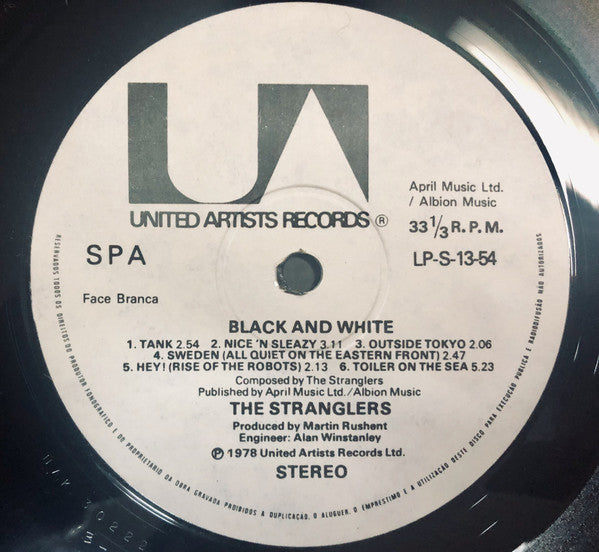 UA
UNITED ARTISTS RECORDS ®
April Music Ltd.
/ Albion Music
33 1/3 R.P.M.
SPA
LP-S-13-54
Face Branca
BLACK AND WHITE
1. TANK 2.54 2. NICE 'N SLEAZY 3.11 3. OUTSIDE TOKYO 2.06
4. SWEDEN (ALL QUIET ON THE EASTERN FRONT) 2.47
5. HEY! (RISE OF THE ROBOTS) 2.13 6. TOILER ON THE SEA 5.23
Composed by The Stranglers
Published by April Music Ltd./Albion Music
THE STRANGLERS
Produced by Martin Rushent
Engineer: Alan Winstanley
℗ 1978 United Artists Records Ltd.
STEREO
RESERVADOS TODOS OS DIREITOS DO PRODUTOR FONOGRÁFICO E DO PROPRIETÁRIO DA OBRA GRAVADA PROIBIDOS A DUPLICAÇÃO, O ALUGUER, O EMPRÉSTIMO E A UTILIZAÇÃO DESTE DISCO PARA EXECUÇÃO PÚBLICA E RADIODIFUSÃO NÃO AUTORIZADOS